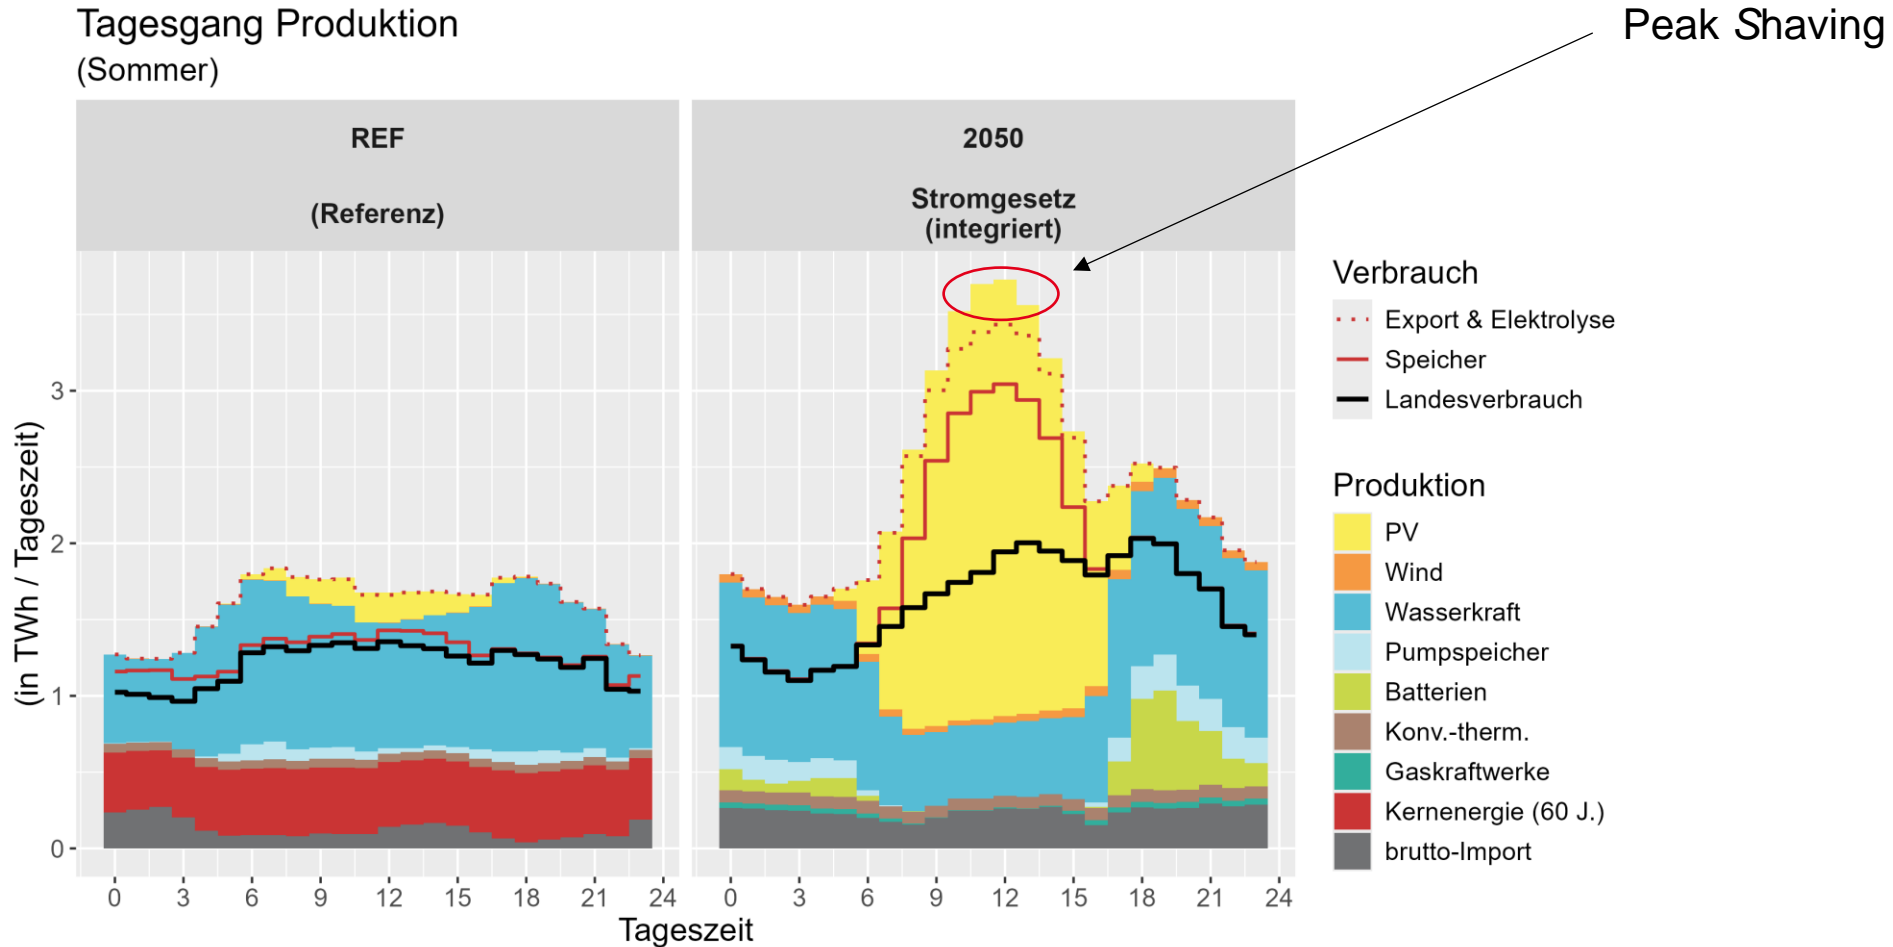 Tagesgang Produktion
(Sommer)
Peak Shaving
REF
(Referenz)
2050
Stromgesetz
(integriert)
(in TWh / Tageszeit)
3
2
1
0
0 3 6 9 12 15 18 21 24
0 3 6 9 12 15 18 21 24
Tageszeit
Verbrauch
Export & Elektrolyse
Speicher
Landesverbrauch
Produktion
PV
Wind
Wasserkraft
Pumpspeicher
Batterien
Konv.-therm.
Gaskraftwerke
Kernenergie (60 J.)
brutto-Import